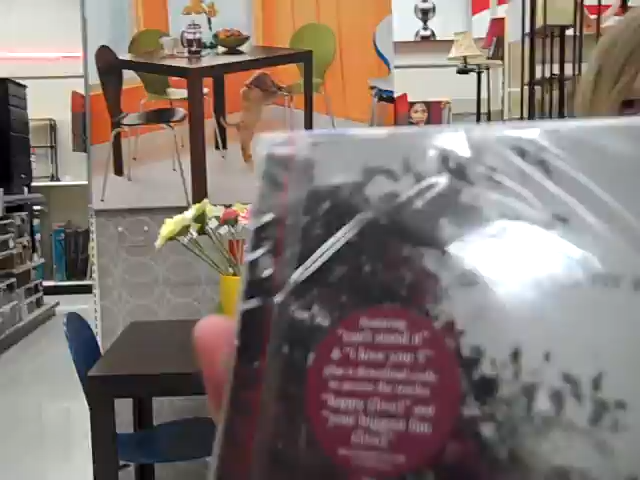 featuring
"can't stand it"
& "i love you 5"
plus a download code
to access the tracks
"happy (live)" and
"your biggest fan
(live)"